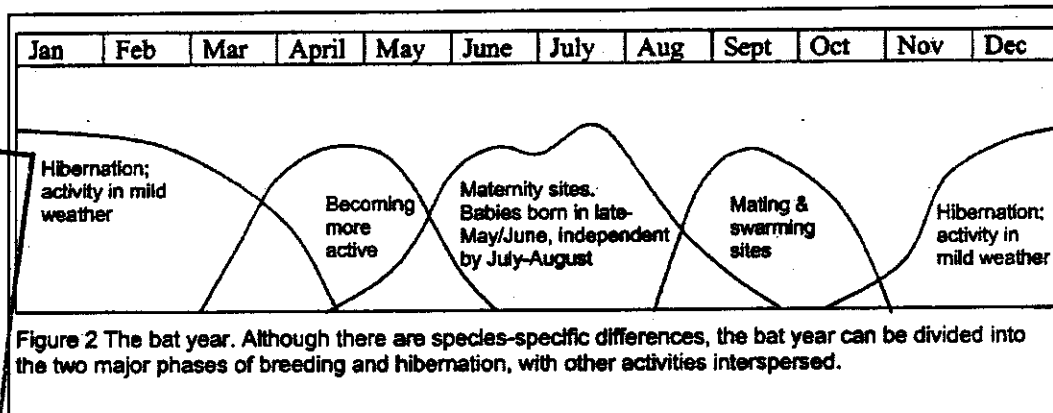 Jan Feb Mar April May June July Aug Sept Oct Nov Dec
Hibernation;
activity in mild
weather
Becoming
more
active
Maternity sites.
Babies born in late-
May/June, independent
by July-August
Mating &
swarming
sites
Hibernation;
activity in
mild weather
Figure 2 The bat year. Although there are species-specific differences, the bat year can be divided into
the two major phases of breeding and hibernation, with other activities interspersed.